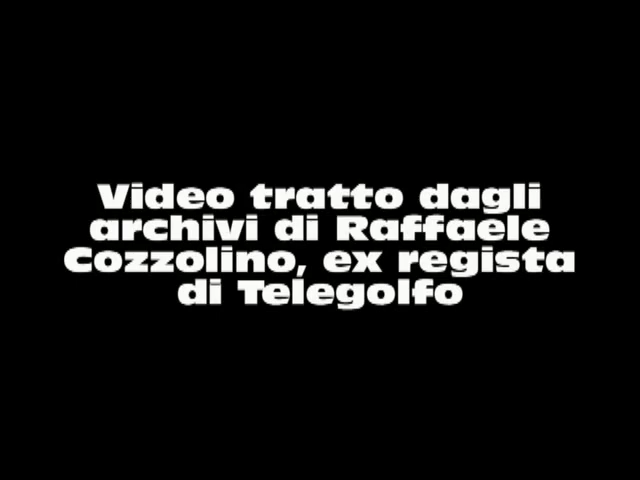 Video tratto dagli
archivi di Raffaele
Cozzolino, ex regista
di Telegolfo